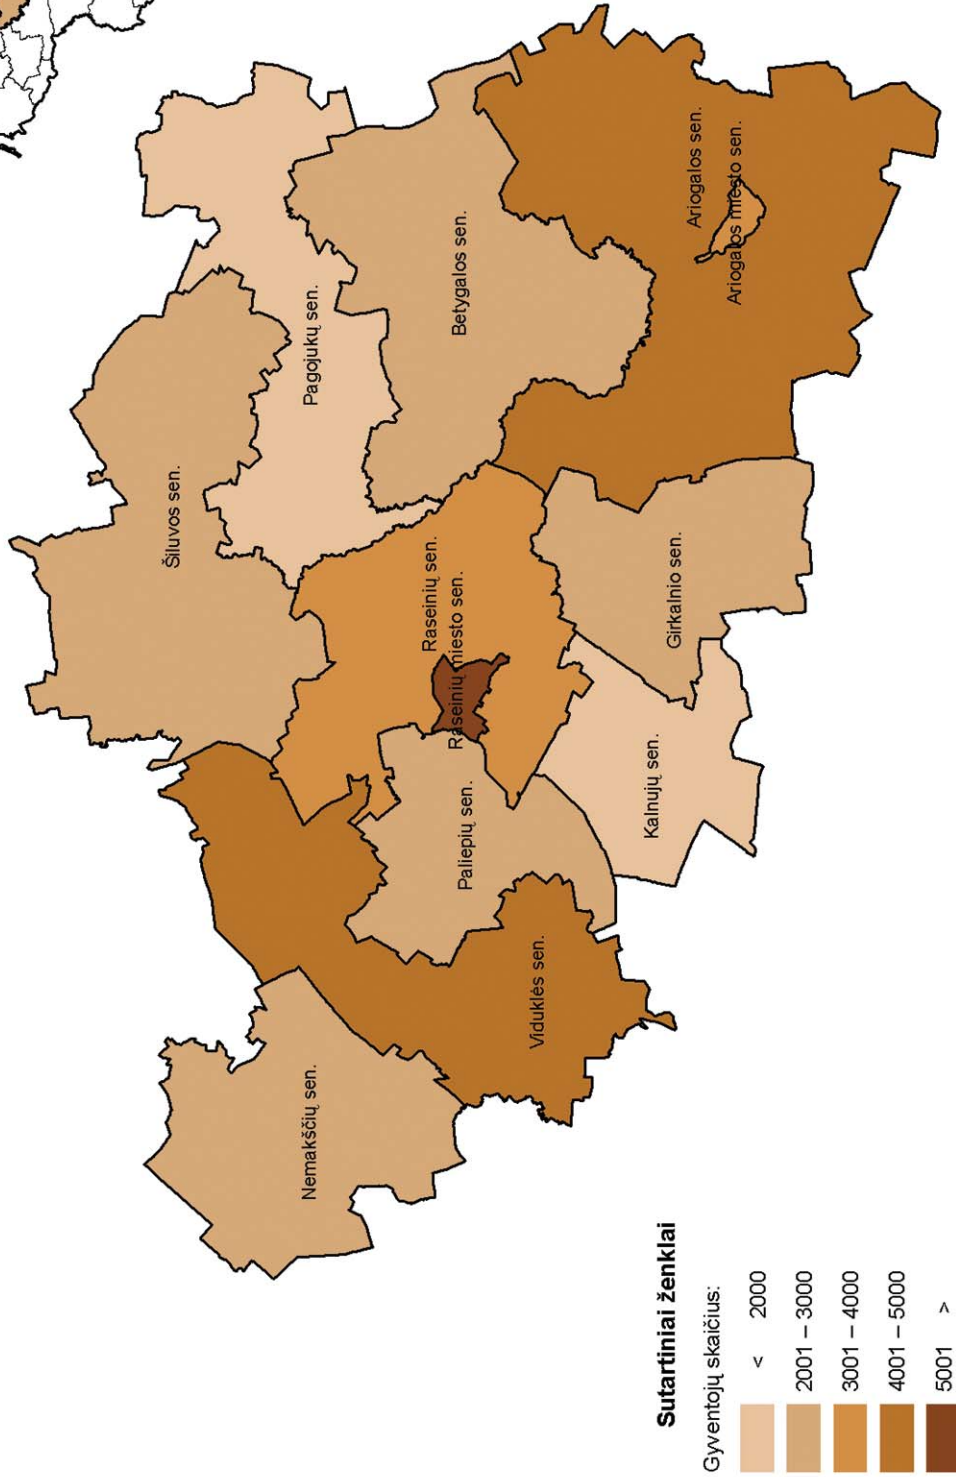 Šiluvos sen.
Pagojukų sen.
Betygalos sen.
Nemakščių sen.
Raseinių sen.
Raseinių miesto sen.
Paliepių sen.
Viduklės sen.
Ariogalos sen.
Ariogalos miesto sen.
Girkalnio sen.
Kalnujų sen.
Sutartiniai ženklai
Gyventojų skaičius:
< 2000
2001 – 3000
3001 – 4000
4001 – 5000
5001 >